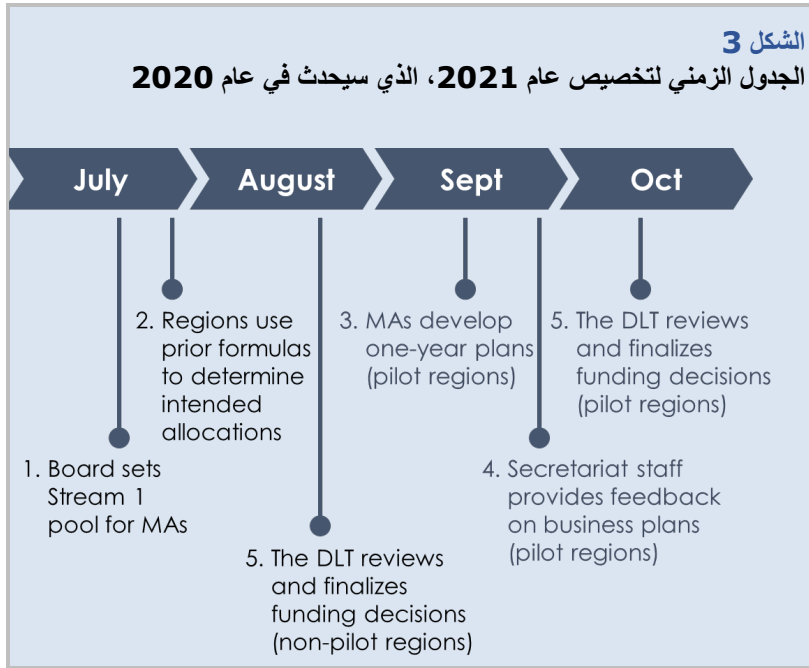 الشكل 3
الجدول الزمني لتخصيص عام 2021، الذي سيحدث في عام 2020
July
August
Sept
Oct
1. Board sets
Stream 1
pool for MAs
2. Regions use
prior formulas
to determine
intended
allocations
5. The DLT reviews
and finalizes
funding decisions
(non-pilot regions)
3. MAs develop
one-year plans
(pilot regions)
4. Secretariat staff
provides feedback
on business plans
(pilot regions)
5. The DLT reviews
and finalizes
funding decisions
(pilot regions)